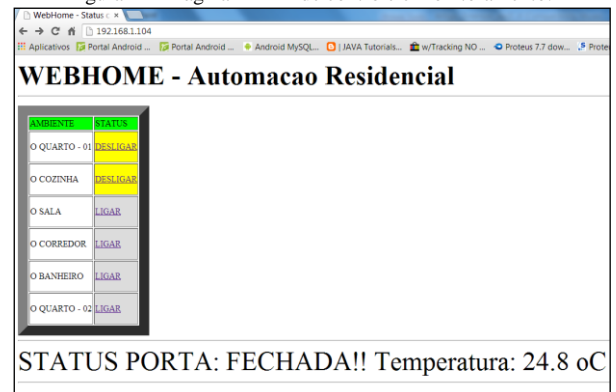 WebHome - Status c
192.168.1.104
Aplicativos Portal Android ... Portal Android ... Android MySQL... | JAVA Tutorials... w/Tracking NO ... Proteus 7.7 dow...
WEBHOME - Automacao Residencial
AMBIENTE STATUS
O QUARTO - 01 DESLIGAR
O COZINHA DESLIGAR
O SALA LIGAR
O CORREDOR LIGAR
O BANHEIRO LIGAR
O QUARTO - 02 LIGAR
STATUS PORTA: FECHADA!! Temperatura: 24.8 oC